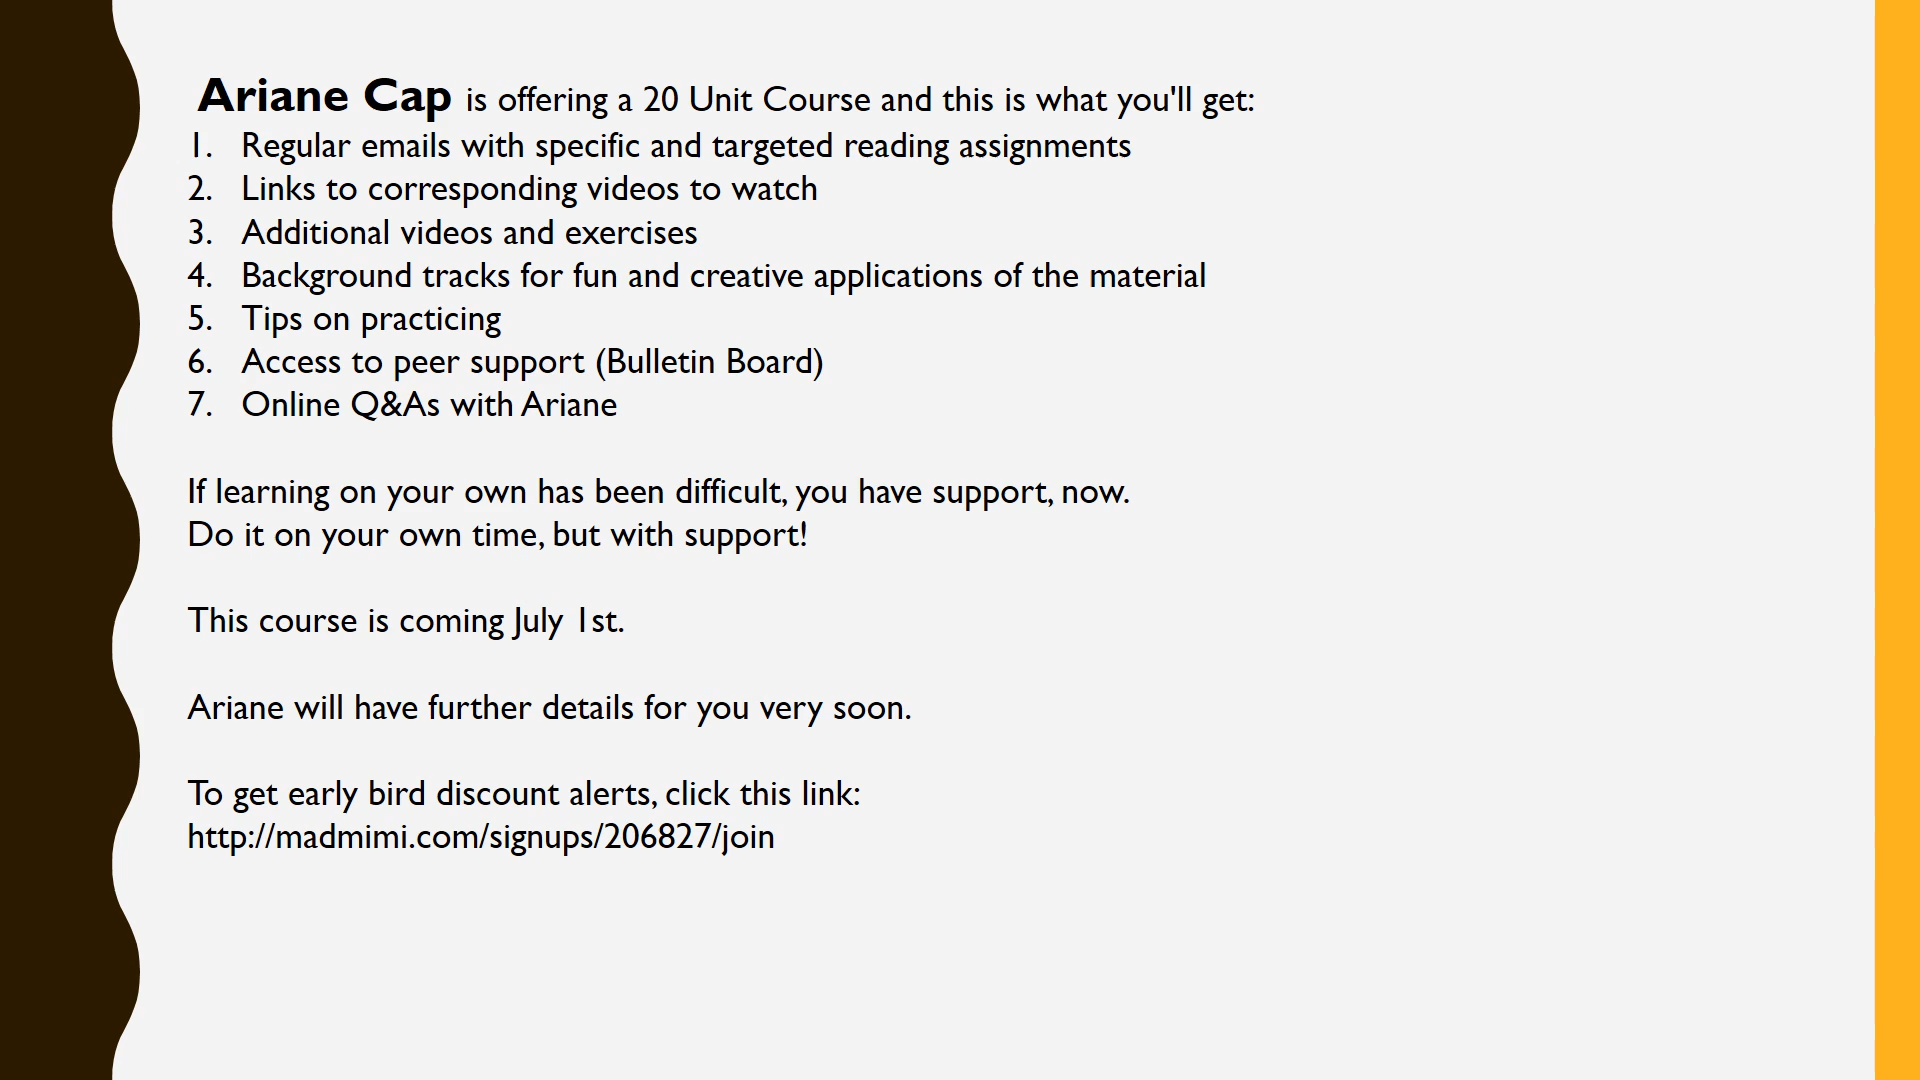 Ariane Cap is offering a 20 Unit Course and this is what you'll get:
1. Regular emails with specific and targeted reading assignments
2. Links to corresponding videos to watch
3. Additional videos and exercises
4. Background tracks for fun and creative applications of the material
5. Tips on practicing
6. Access to peer support (Bulletin Board)
7. Online Q&As with Ariane
If learning on your own has been difficult, you have support, now.
Do it on your own time, but with support!
This course is coming July 1st.
Ariane will have further details for you very soon.
To get early bird discount alerts, click this link:
http://madmimi.com/signups/206827/join